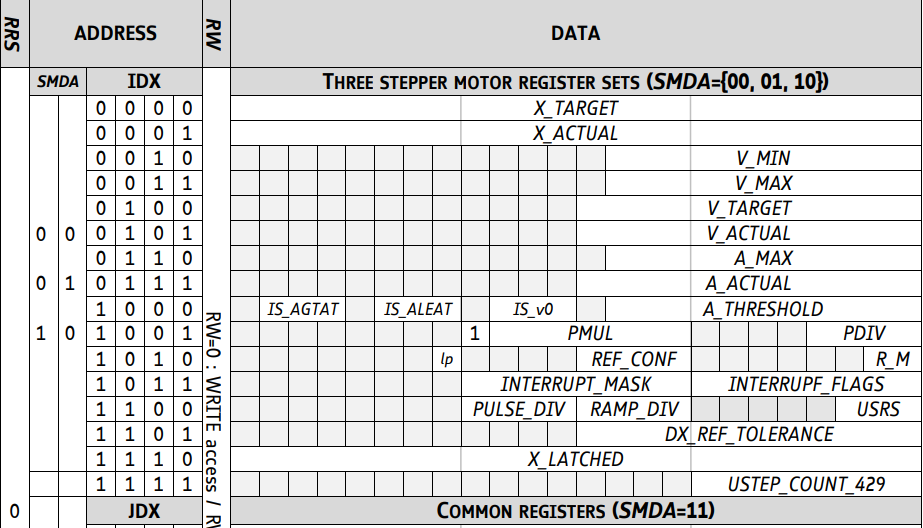 RRS ADDRESS RW DATA
SMDA IDX THREE STEPPER MOTOR REGISTER SETS (SMDA={00, 01, 10})
0 0 0 0 X_TARGET
0 0 0 1 X_ACTUAL
0 0 1 0 V_MIN
0 0 1 1 V_MAX
0 1 0 0 V_TARGET
0 0 0 1 0 1 V_ACTUAL
0 1 1 0 A_MAX
0 1 0 1 1 1 A_ACTUAL
1 0 0 0 IS_AGTAT IS_ALEAT IS_v0 A_THRESHOLD
1 0 1 0 0 1 1 PMUL PDIV
1 0 1 0 lp REF_CONF R_M
1 0 1 1 INTERRUPT_MASK INTERRUPF_FLAGS
1 1 0 0 PULSE_DIV RAMP_DIV USRS
1 1 0 1 DX_REF_TOLERANCE
1 1 1 0 X_LATCHED
1 1 1 1 USTEP_COUNT_429
RW=0 : WRITE access /
0 JDX COMMON REGISTERS (SMDA=11)